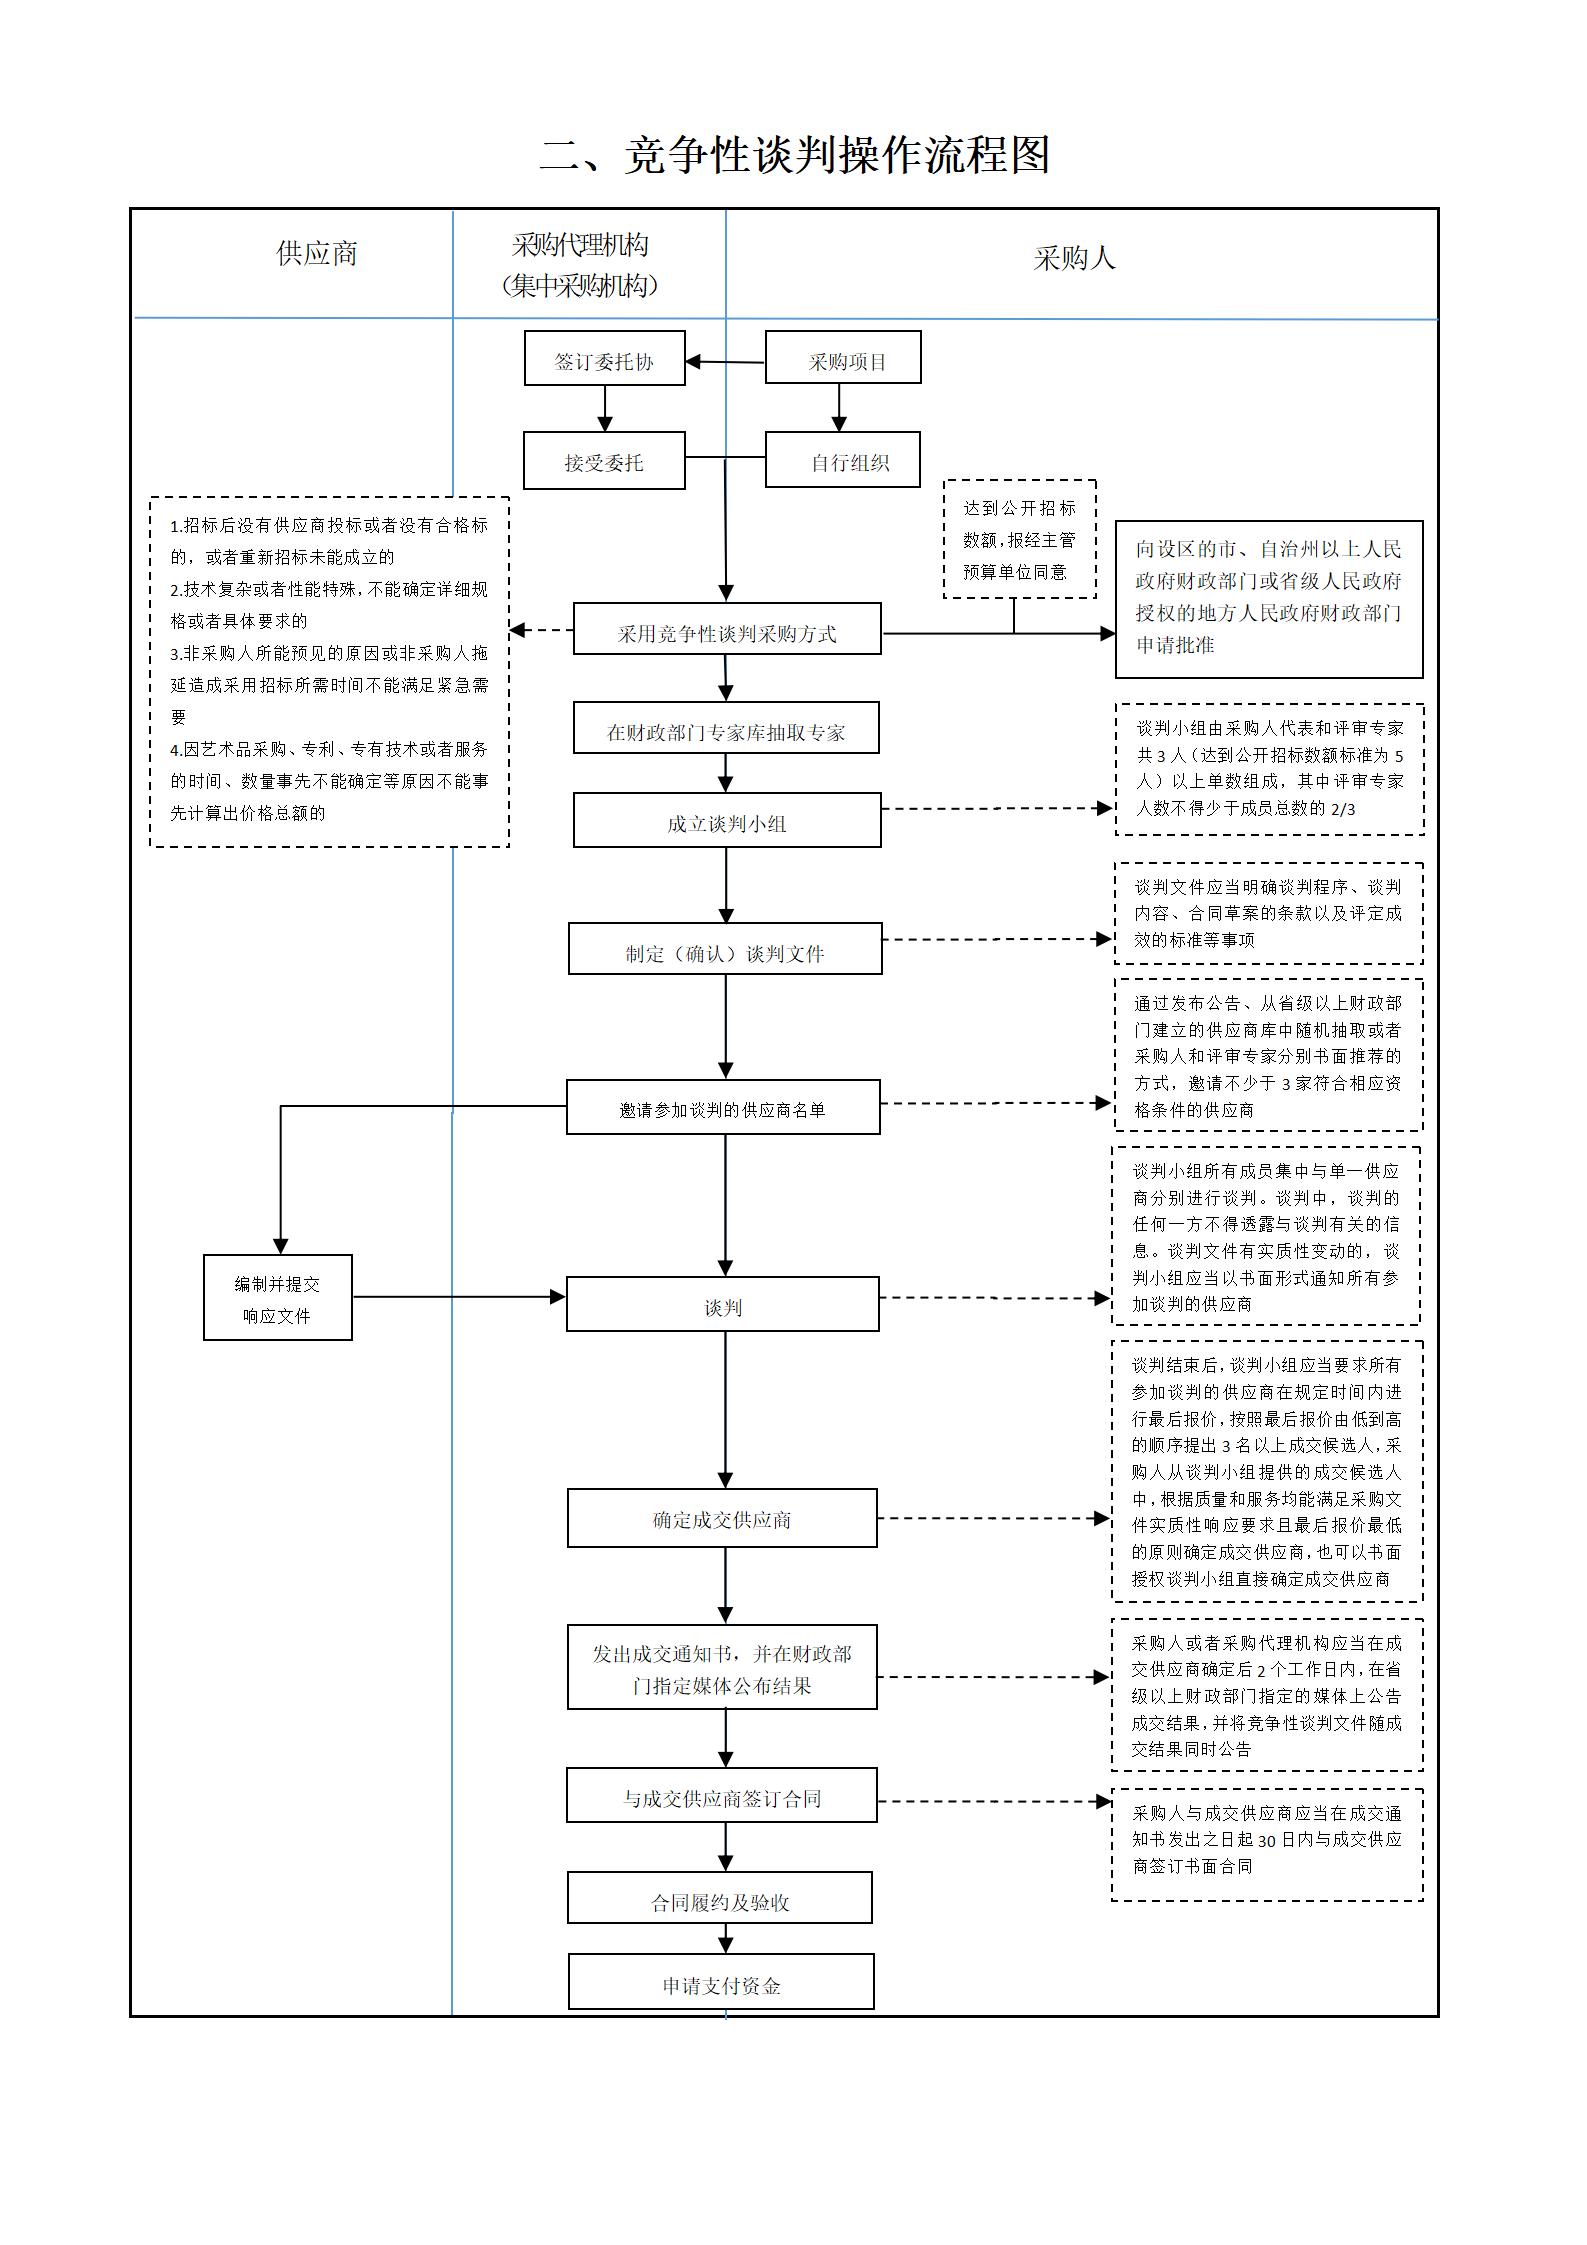 二、竞争性谈判操作流程图
供应商
采购代理机构
（集中采购机构）
采购人
签订委托协
采购项目
接受委托
自行组织
达到公开招标
数额，报经主管
预算单位同意
向设区的市、自治州以上人民
政府财政部门或省级人民政府
授权的地方人民政府财政部门
申请批准
1.招标后没有供应商投标或者没有合格标
的，或者重新招标未能成立的
2.技术复杂或者性能特殊，不能确定详细规
格或者具体要求的
3.非采购人所能预见的原因或非采购人拖
延造成采用招标所需时间不能满足紧急需
要
4.因艺术品采购、专利、专有技术或者服务
的时间、数量事先不能确定等原因不能事
先计算出价格总额的
采用竞争性谈判采购方式
在财政部门专家库抽取专家
谈判小组由采购人代表和评审专家
共 3 人（达到公开招标数额标准为 5
人）以上单数组成，其中评审专家
人数不得少于成员总数的 2/3
成立谈判小组
谈判文件应当明确谈判程序、谈判
内容、合同草案的条款以及评定成
效的标准等事项
制定（确认）谈判文件
通过发布公告、从省级以上财政部
门建立的供应商库中随机抽取或者
采购人和评审专家分别书面推荐的
方式，邀请不少于 3 家符合相应资
格条件的供应商
邀请参加谈判的供应商名单
谈判小组所有成员集中与单一供应
商分别进行谈判。谈判中，谈判的
任何一方不得透露与谈判有关的信
息。谈判文件有实质性变动的，谈
判小组应当以书面形式通知所有参
加谈判的供应商
编制并提交
响应文件
谈判
谈判结束后，谈判小组应当要求所有
参加谈判的供应商在规定时间内进
行最后报价，按照最后报价由低到高
的顺序提出 3 名以上成交候选人，采
购人从谈判小组提供的成交候选人
中，根据质量和服务均能满足采购文
件实质性响应要求且最后报价最低
的原则确定成交供应商，也可以书面
授权谈判小组直接确定成交供应商
确定成交供应商
发出成交通知书，并在财政部
门指定媒体公布结果
采购人或者采购代理机构应当在成
交供应商确定后 2 个工作日内，在省
级以上财政部门指定的媒体上公告
成交结果，并将竞争性谈判文件随成
交结果同时公告
与成交供应商签订合同
采购人与成交供应商应当在成交通
知书发出之日起 30 日内与成交供应
商签订书面合同
合同履约及验收
申请支付资金